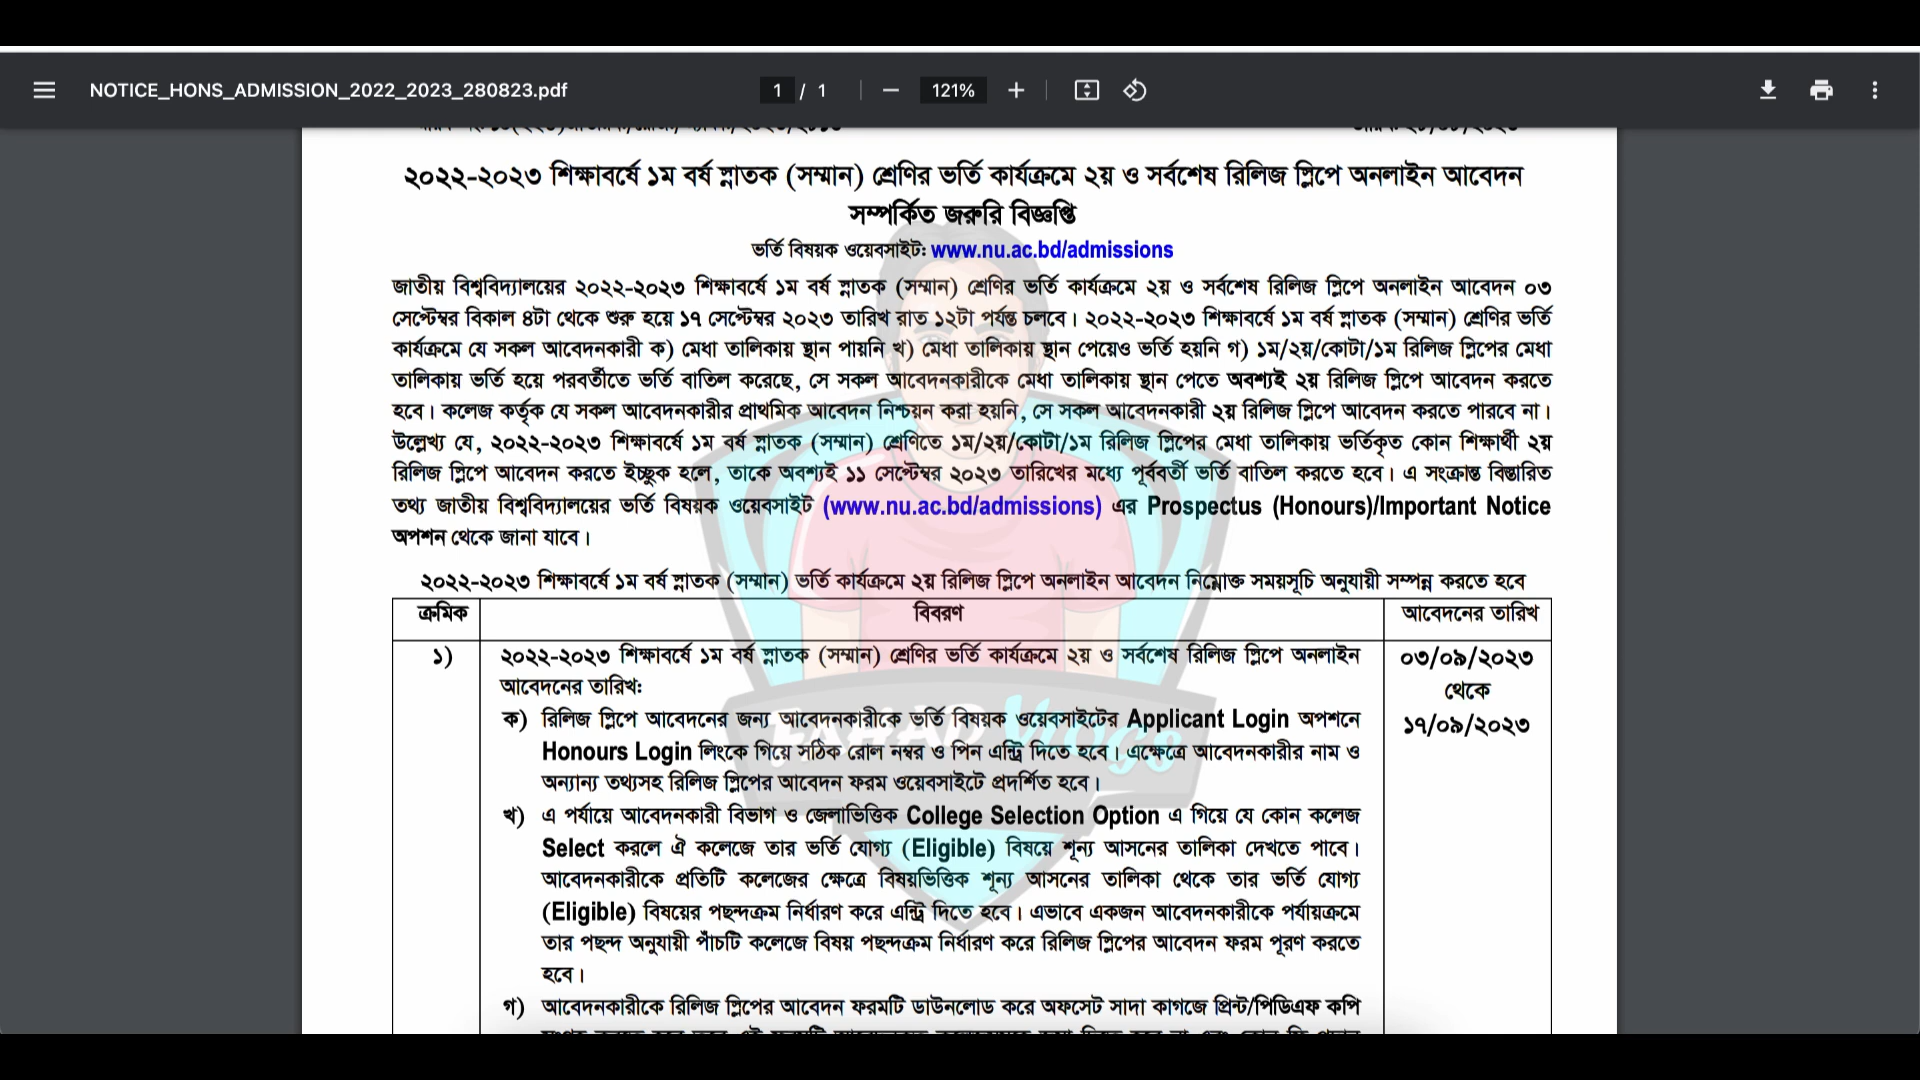 NOTICE_HONS_ADMISSION_2022_2023_280823.pdf
1 / 1
121%
২০২২-২০২৩ শিক্ষাবর্ষে ১ম বর্ষ স্নাতক (সম্মান) শ্রেণির ভর্তি কার্যক্রমে ২য় ও সর্বশেষ রিলিজ স্লিপে অনলাইন আবেদন
সম্পর্কিত জরুরি বিজ্ঞপ্তি
ভর্তি বিষয়ক ওয়েবসাইট: www.nu.ac.bd/admissions
জাতীয় বিশ্ববিদ্যালয়ের ২০২২-২০২৩ শিক্ষাবর্ষে ১ম বর্ষ স্নাতক (সম্মান) শ্রেণির ভর্তি কার্যক্রমে ২য় ও সর্বশেষ রিলিজ স্লিপে অনলাইন আবেদন ০৩
সেপ্টেম্বর বিকাল ৪টা থেকে শুরু হয়ে ১৭ সেপ্টেম্বর ২০২৩ তারিখ রাত ১২টা পর্যন্ত চলবে। ২০২২-২০২৩ শিক্ষাবর্ষে ১ম বর্ষ স্নাতক (সম্মান) শ্রেণির ভর্তি
কার্যক্রমে যে সকল আবেদনকারী ক) মেধা তালিকায় স্থান পায়নি খ) মেধা তালিকায় স্থান পেয়েও ভর্তি হয়নি গ) ১ম/২য়/কোটা/১ম রিলিজ স্লিপের মেধা
তালিকায় ভর্তি হয়ে পরবর্তীতে ভর্তি বাতিল করেছে, সে সকল আবেদনকারীকে মেধা তালিকায় স্থান পেতে অবশ্যই ২য় রিলিজ স্লিপে আবেদন করতে
হবে। কলেজ কর্তৃক যে সকল আবেদনকারীর প্রাথমিক আবেদন নিশ্চয়ন করা হয়নি, সে সকল আবেদনকারী ২য় রিলিজ স্লিপে আবেদন করতে পারবে না।
উল্লেখ্য যে, ২০২২-২০২৩ শিক্ষাবর্ষে ১ম বর্ষ স্নাতক (সম্মান) শ্রেণিতে ১ম/২য়/কোটা/১ম রিলিজ স্লিপের মেধা তালিকায় ভর্তিকৃত কোন শিক্ষার্থী ২য়
রিলিজ স্লিপে আবেদন করতে ইচ্ছুক হলে, তাকে অবশ্যই ১১ সেপ্টেম্বর ২০২৩ তারিখের মধ্যে পূর্ববর্তী ভর্তি বাতিল করতে হবে। এ সংক্রান্ত বিস্তারিত
তথ্য জাতীয় বিশ্ববিদ্যালয়ের ভর্তি বিষয়ক ওয়েবসাইট (www.nu.ac.bd/admissions) এর Prospectus (Honours)/Important Notice
অপশন থেকে জানা যাবে।
২০২২-২০২৩ শিক্ষাবর্ষে ১ম বর্ষ স্নাতক (সম্মান) ভর্তি কার্যক্রমে ২য় রিলিজ স্লিপে অনলাইন আবেদন নিম্নোক্ত সময়সূচি অনুযায়ী সম্পন্ন করতে হবে
ক্রমিক বিবরণ আবেদনের তারিখ
১) ২০২২-২০২৩ শিক্ষাবর্ষে ১ম বর্ষ স্নাতক (সম্মান) শ্রেণির ভর্তি কার্যক্রমে ২য় ও সর্বশেষ রিলিজ স্লিপে অনলাইন ০৩/০৯/২০২৩
আবেদনের তারিখ: থেকে
ক) রিলিজ স্লিপে আবেদনের জন্য আবেদনকারীকে ভর্তি বিষয়ক ওয়েবসাইটের Applicant Login অপশনে ১৭/০৯/২০২৩
Honours Login লিংকে গিয়ে সঠিক রোল নম্বর ও পিন এন্ট্রি দিতে হবে। এক্ষেত্রে আবেদনকারীর নাম ও
অন্যান্য তথ্যসহ রিলিজ স্লিপের আবেদন ফরম ওয়েবসাইটে প্রদর্শিত হবে।
খ) এ পর্যায়ে আবেদনকারী বিভাগ ও জেলাভিত্তিক College Selection Option এ গিয়ে যে কোন কলেজ
Select করলে ঐ কলেজে তার ভর্তি যোগ্য (Eligible) বিষয়ে শূন্য আসনের তালিকা দেখতে পাবে।
আবেদনকারীকে প্রতিটি কলেজের ক্ষেত্রে বিষয়ভিত্তিক শূন্য আসনের তালিকা থেকে তার ভর্তি যোগ্য
(Eligible) বিষয়ের পছন্দক্রম নির্ধারণ করে এন্ট্রি দিতে হবে। এভাবে একজন আবেদনকারীকে পর্যায়ক্রমে
তার পছন্দ অনুযায়ী পাঁচটি কলেজে বিষয় পছন্দক্রম নির্ধারণ করে রিলিজ স্লিপের আবেদন ফরম পূরণ করতে
হবে।
গ) আবেদনকারীকে রিলিজ স্লিপের আবেদন ফরমটি ডাউনলোড করে অফসেট সাদা কাগজে প্রিন্ট/পিডিএফ কপি
FAHAD VLOGS